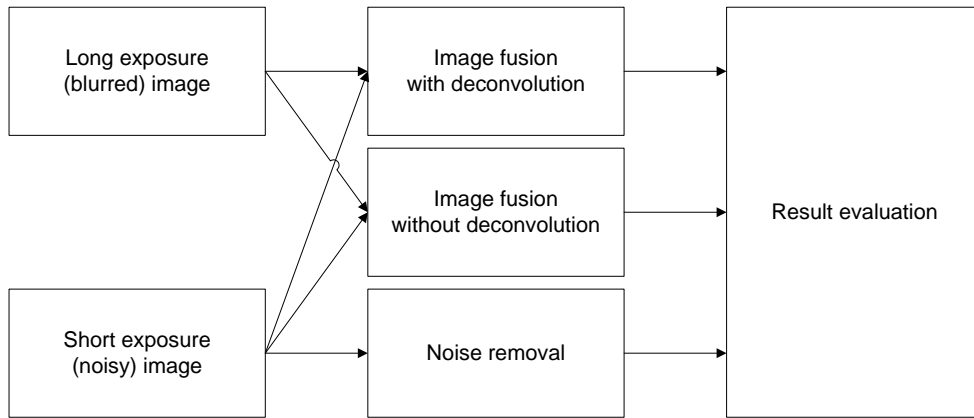 Long exposure
(blurred) image
Image fusion
with deconvolution
Image fusion
without deconvolution
Result evaluation
Short exposure
(noisy) image
Noise removal